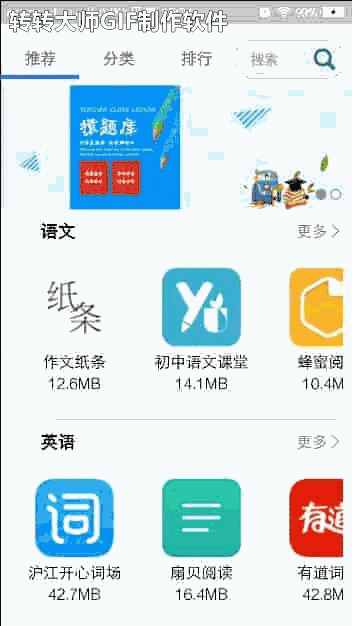 转转大师GIF制作软件
推荐
分类
排行
搜索
猿题库
语文
更多
纸条
作文纸条
12.6MB
初中语文课堂
14.1MB
蜂蜜阅
10.4M
英语
更多
词
沪江开心词场
42.7MB
扇贝阅读
16.4MB
有道
有道词
42.8M